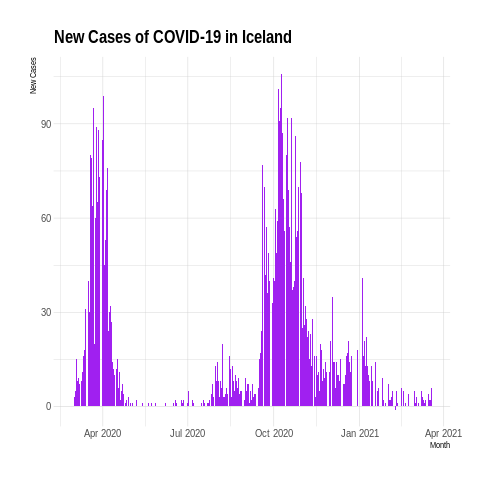 New Cases of COVID-19 in Iceland
New Cases
90
60
30
0
Apr 2020
Jul 2020
Oct 2020
Jan 2021
Apr 2021
Month